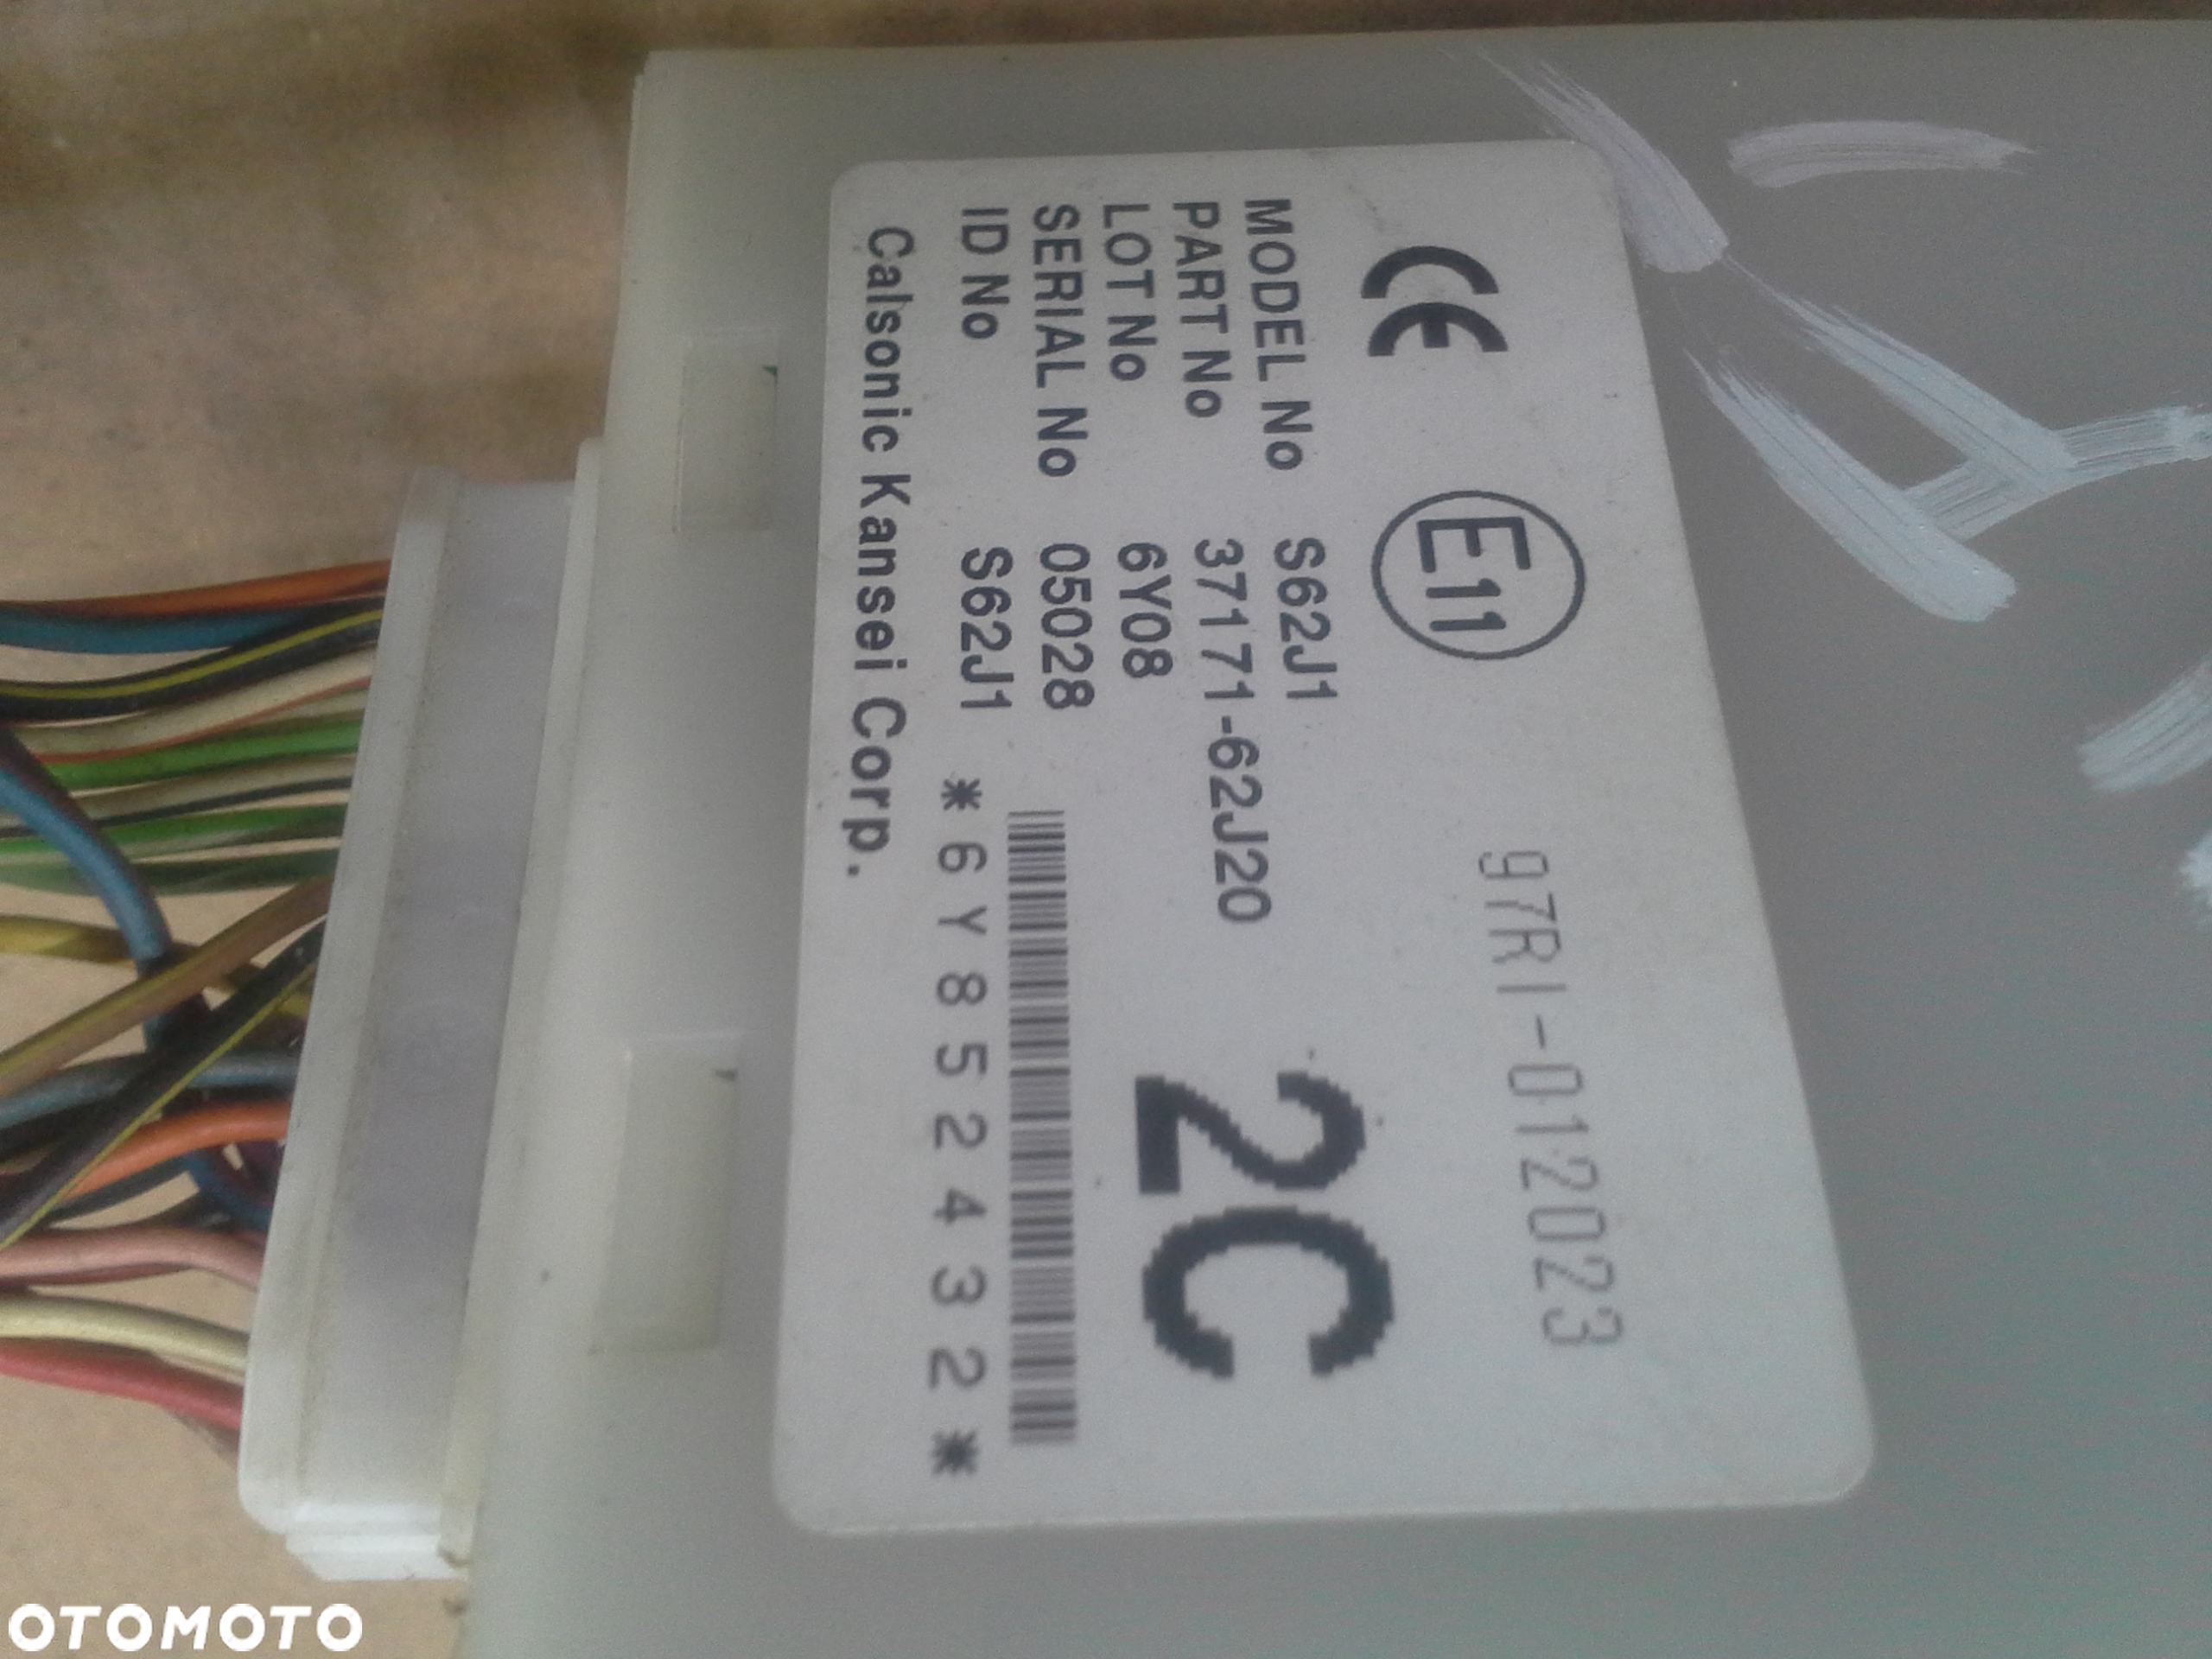 CE E11 97RI-012023
MODEL No S62J1
PART No 37171-62J20
LOT No 6Y08
SERIAL No 05028
2C
ID No S62J1 *6Y8524432*
Calsonic Kansei Corp.
OTOMOTO